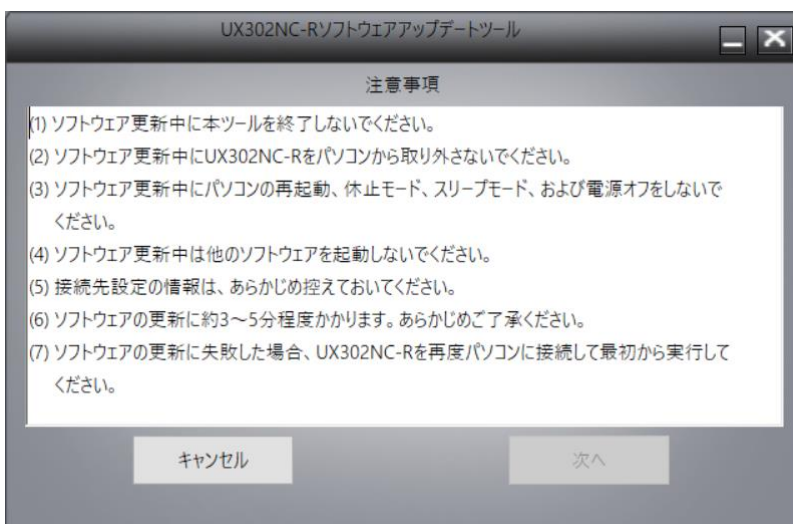 UX302NC-Rソフトウェアアップデートツール
注意事項
(1) ソフトウェア更新中に本ツールを終了しないでください。
(2) ソフトウェア更新中にUX302NC-Rをパソコンから取り外さないでください。
(3) ソフトウェア更新中にパソコンの再起動、休止モード、スリープモード、および電源オフをしないで
ください。
(4) ソフトウェア更新中は他のソフトウェアを起動しないでください。
(5) 接続先設定の情報は、あらかじめ控えておいてください。
(6) ソフトウェアの更新に約3～5分程度かかります。あらかじめご了承ください。
(7) ソフトウェアの更新に失敗した場合、UX302NC-Rを再度パソコンに接続して最初から実行して
ください。
キャンセル
次へ